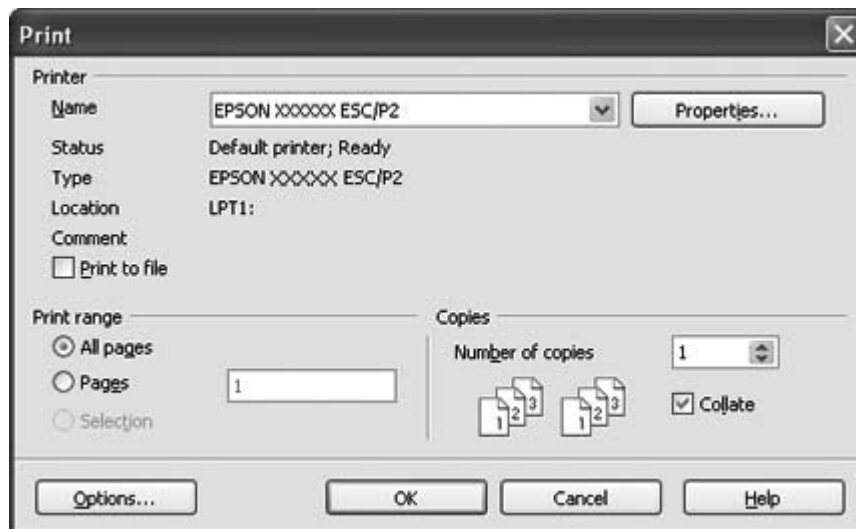 Print
Printer
Name EPSON XXXXXX ESC/P2 Properties...
Status Default printer; Ready
Type EPSON XXXXXX ESC/P2
Location LPT1:
Comment
Print to file
Print range
All pages
Pages 1
Selection
Copies
Number of copies 1
1 2 3 1 2 3
Collate
Options... OK Cancel Help